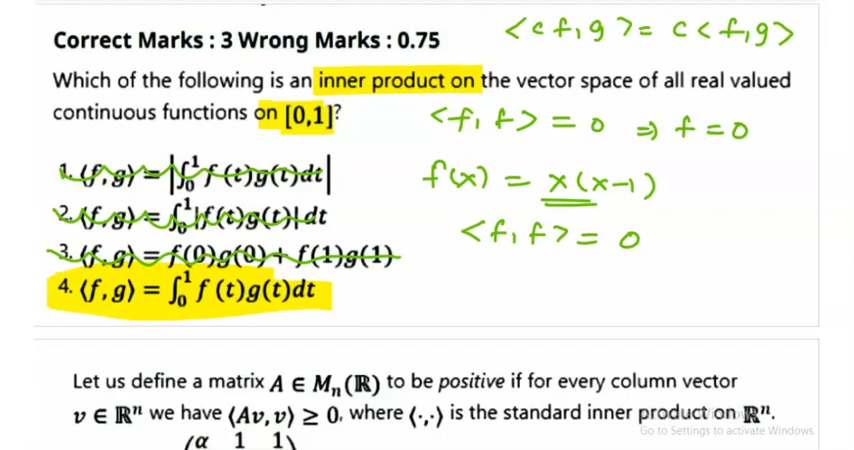 Correct Marks : 3 Wrong Marks : 0.75
<cf,g> = c<f,g>
Which of the following is an inner product on the vector space of all real valued
continuous functions on [0,1]?
<f,f> = 0 ⇒ f = 0
1. ⟨f, g⟩ = |∫₀¹ f (t)g(t)dt|
f(x) = x(x-1)
2. ⟨f, g⟩ = ∫₀¹ |f(t)g(t)|dt
<f,f> = 0
3. ⟨f, g⟩ = f(0)g(0) + f(1)g(1)
4. ⟨f, g⟩ = ∫₀¹ f (t)g(t)dt
Let us define a matrix A ∈ Mₙ(ℝ) to be positive if for every column vector
v ∈ ℝⁿ we have ⟨Av, v⟩ ≥ 0, where ⟨·,·⟩ is the standard inner product on ℝⁿ.
Activate Windows
Go to Settings to activate Windows.
(α 1 1)